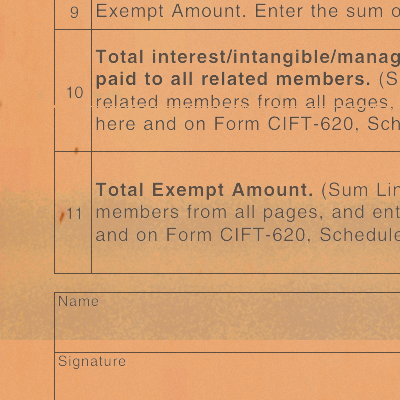 9 Exempt Amount. Enter the sum o
Total interest/intangible/manag
paid to all related members. (S
10 related members from all pages,
here and on Form CIFT-620, Sch
Total Exempt Amount. (Sum Lin
11 members from all pages, and ent
and on Form CIFT-620, Schedule
Name
Signature